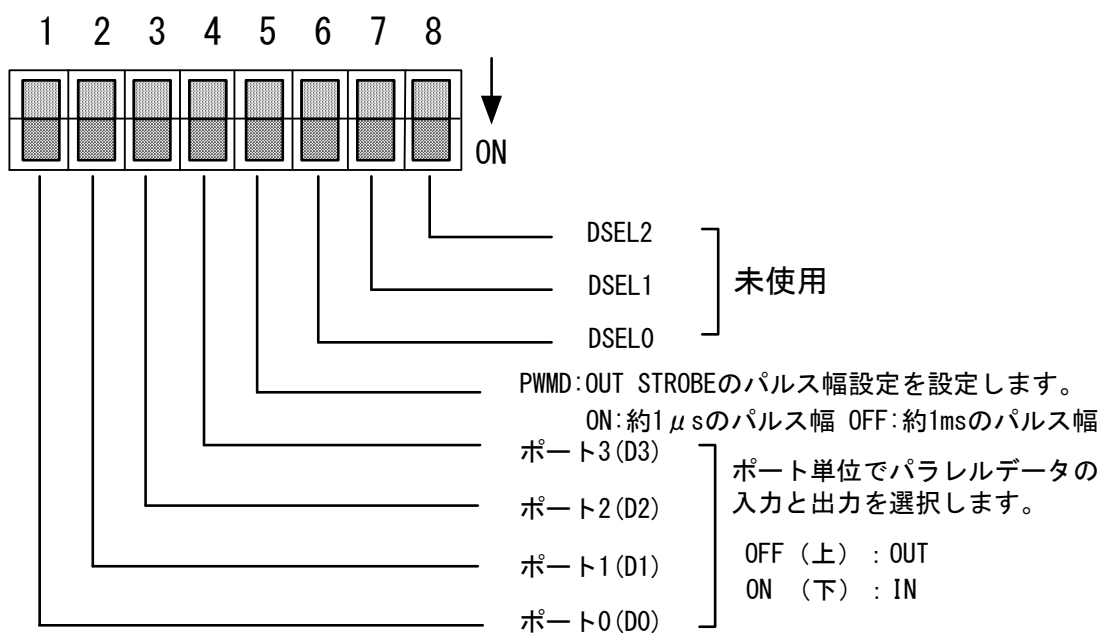 1 2 3 4 5 6 7 8
ON
DSEL2
DSEL1
未使用
DSEL0
PWMD:OUT STROBEのパルス幅設定を設定します。
ON:約1μsのパルス幅 OFF:約1msのパルス幅
ポート3(D3)
ポート単位でパラレルデータの
入力と出力を選択します。
ポート2(D2)
OFF(上):OUT
ポート1(D1)
ON (下):IN
ポート0(D0)